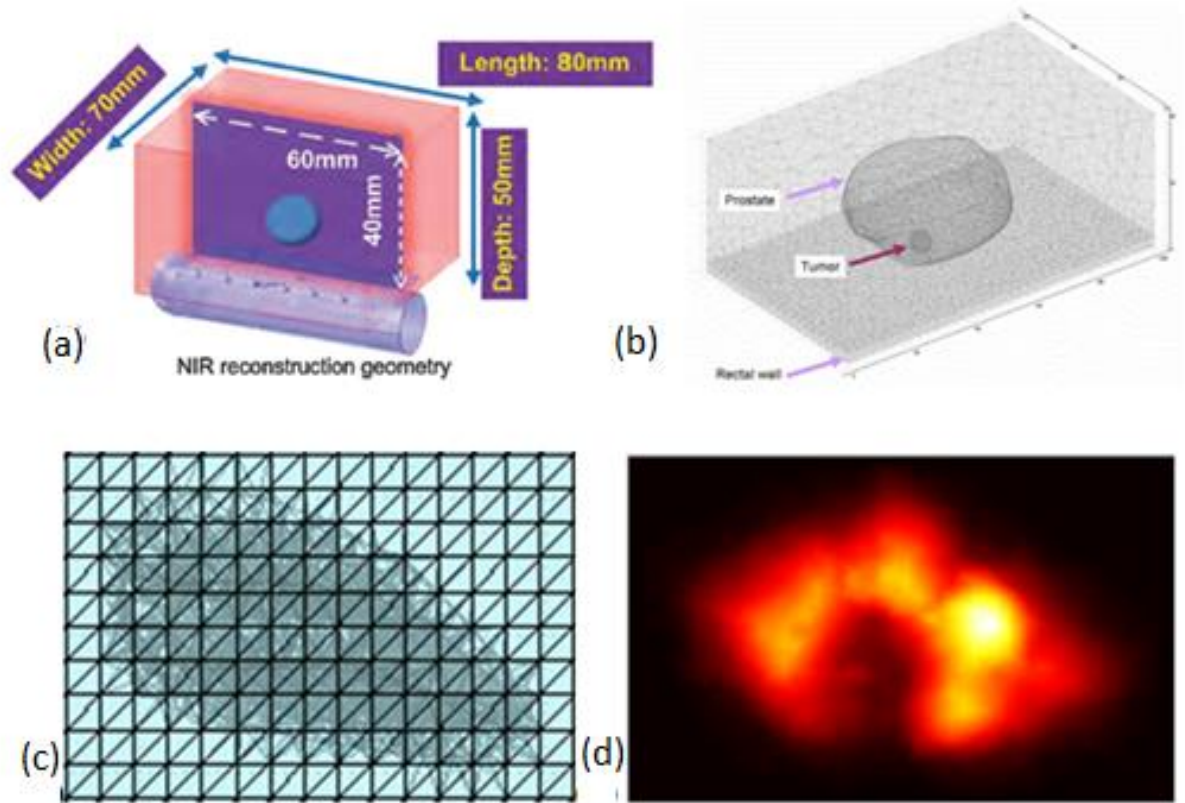 Width: 70mm
Length: 80mm
60mm
40mm
Depth: 50mm
(a)
NIR reconstruction geometry
Prostate
Tumor
Rectal wall
(b)
(c)
(d)